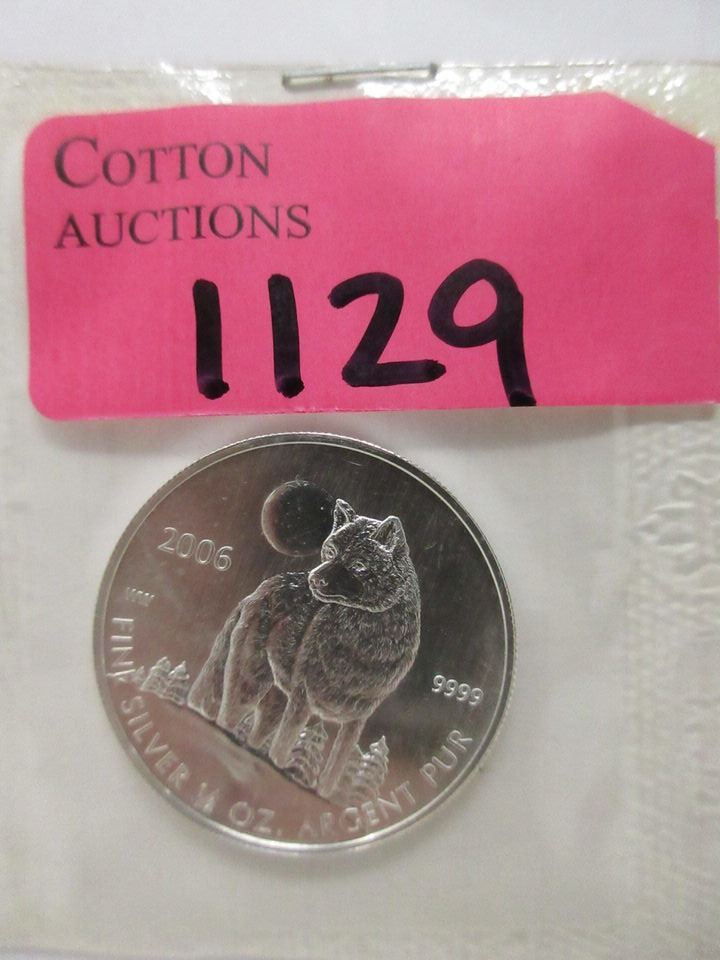 COTTON
AUCTIONS
1129
2006
9999
FINE SILVER ½ OZ. ARGENT PUR